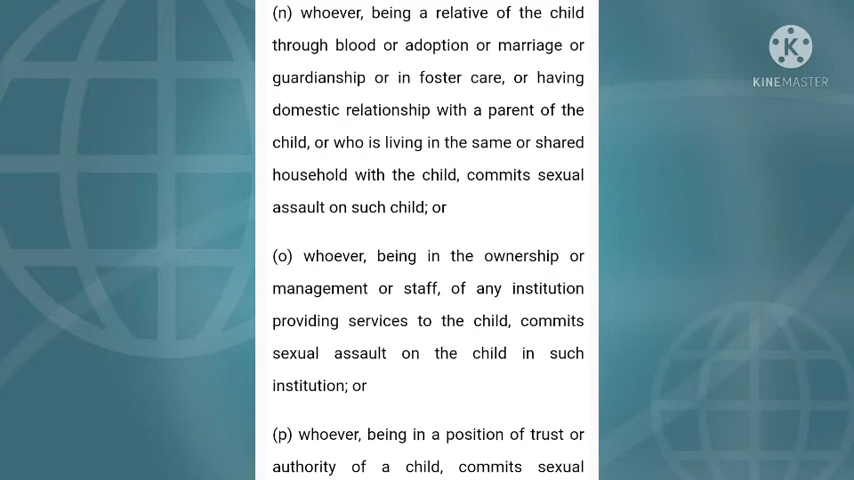 (n) whoever, being a relative of the child
through blood or adoption or marriage or
guardianship or in foster care, or having
domestic relationship with a parent of the
child, or who is living in the same or shared
household with the child, commits sexual
assault on such child; or
(o) whoever, being in the ownership or
management or staff, of any institution
providing services to the child, commits
sexual assault on the child in such
institution; or
(p) whoever, being in a position of trust or
authority of a child, commits sexual
K
KINEMASTER